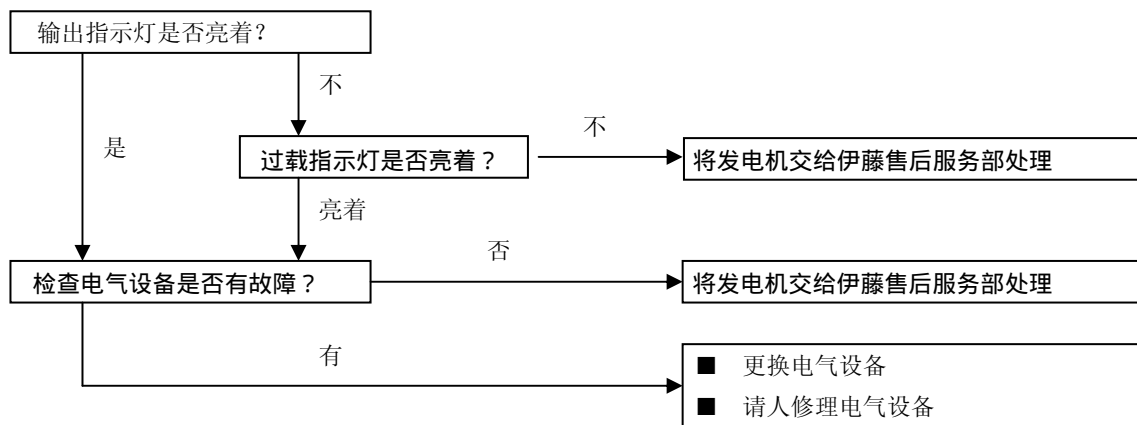 输出指示灯是否亮着？
不
是
不
过载指示灯是否亮着？
将发电机交给伊藤售后服务部处理
亮着
否
检查电气设备是否有故障？
将发电机交给伊藤售后服务部处理
有
■ 更换电气设备
■ 请人修理电气设备